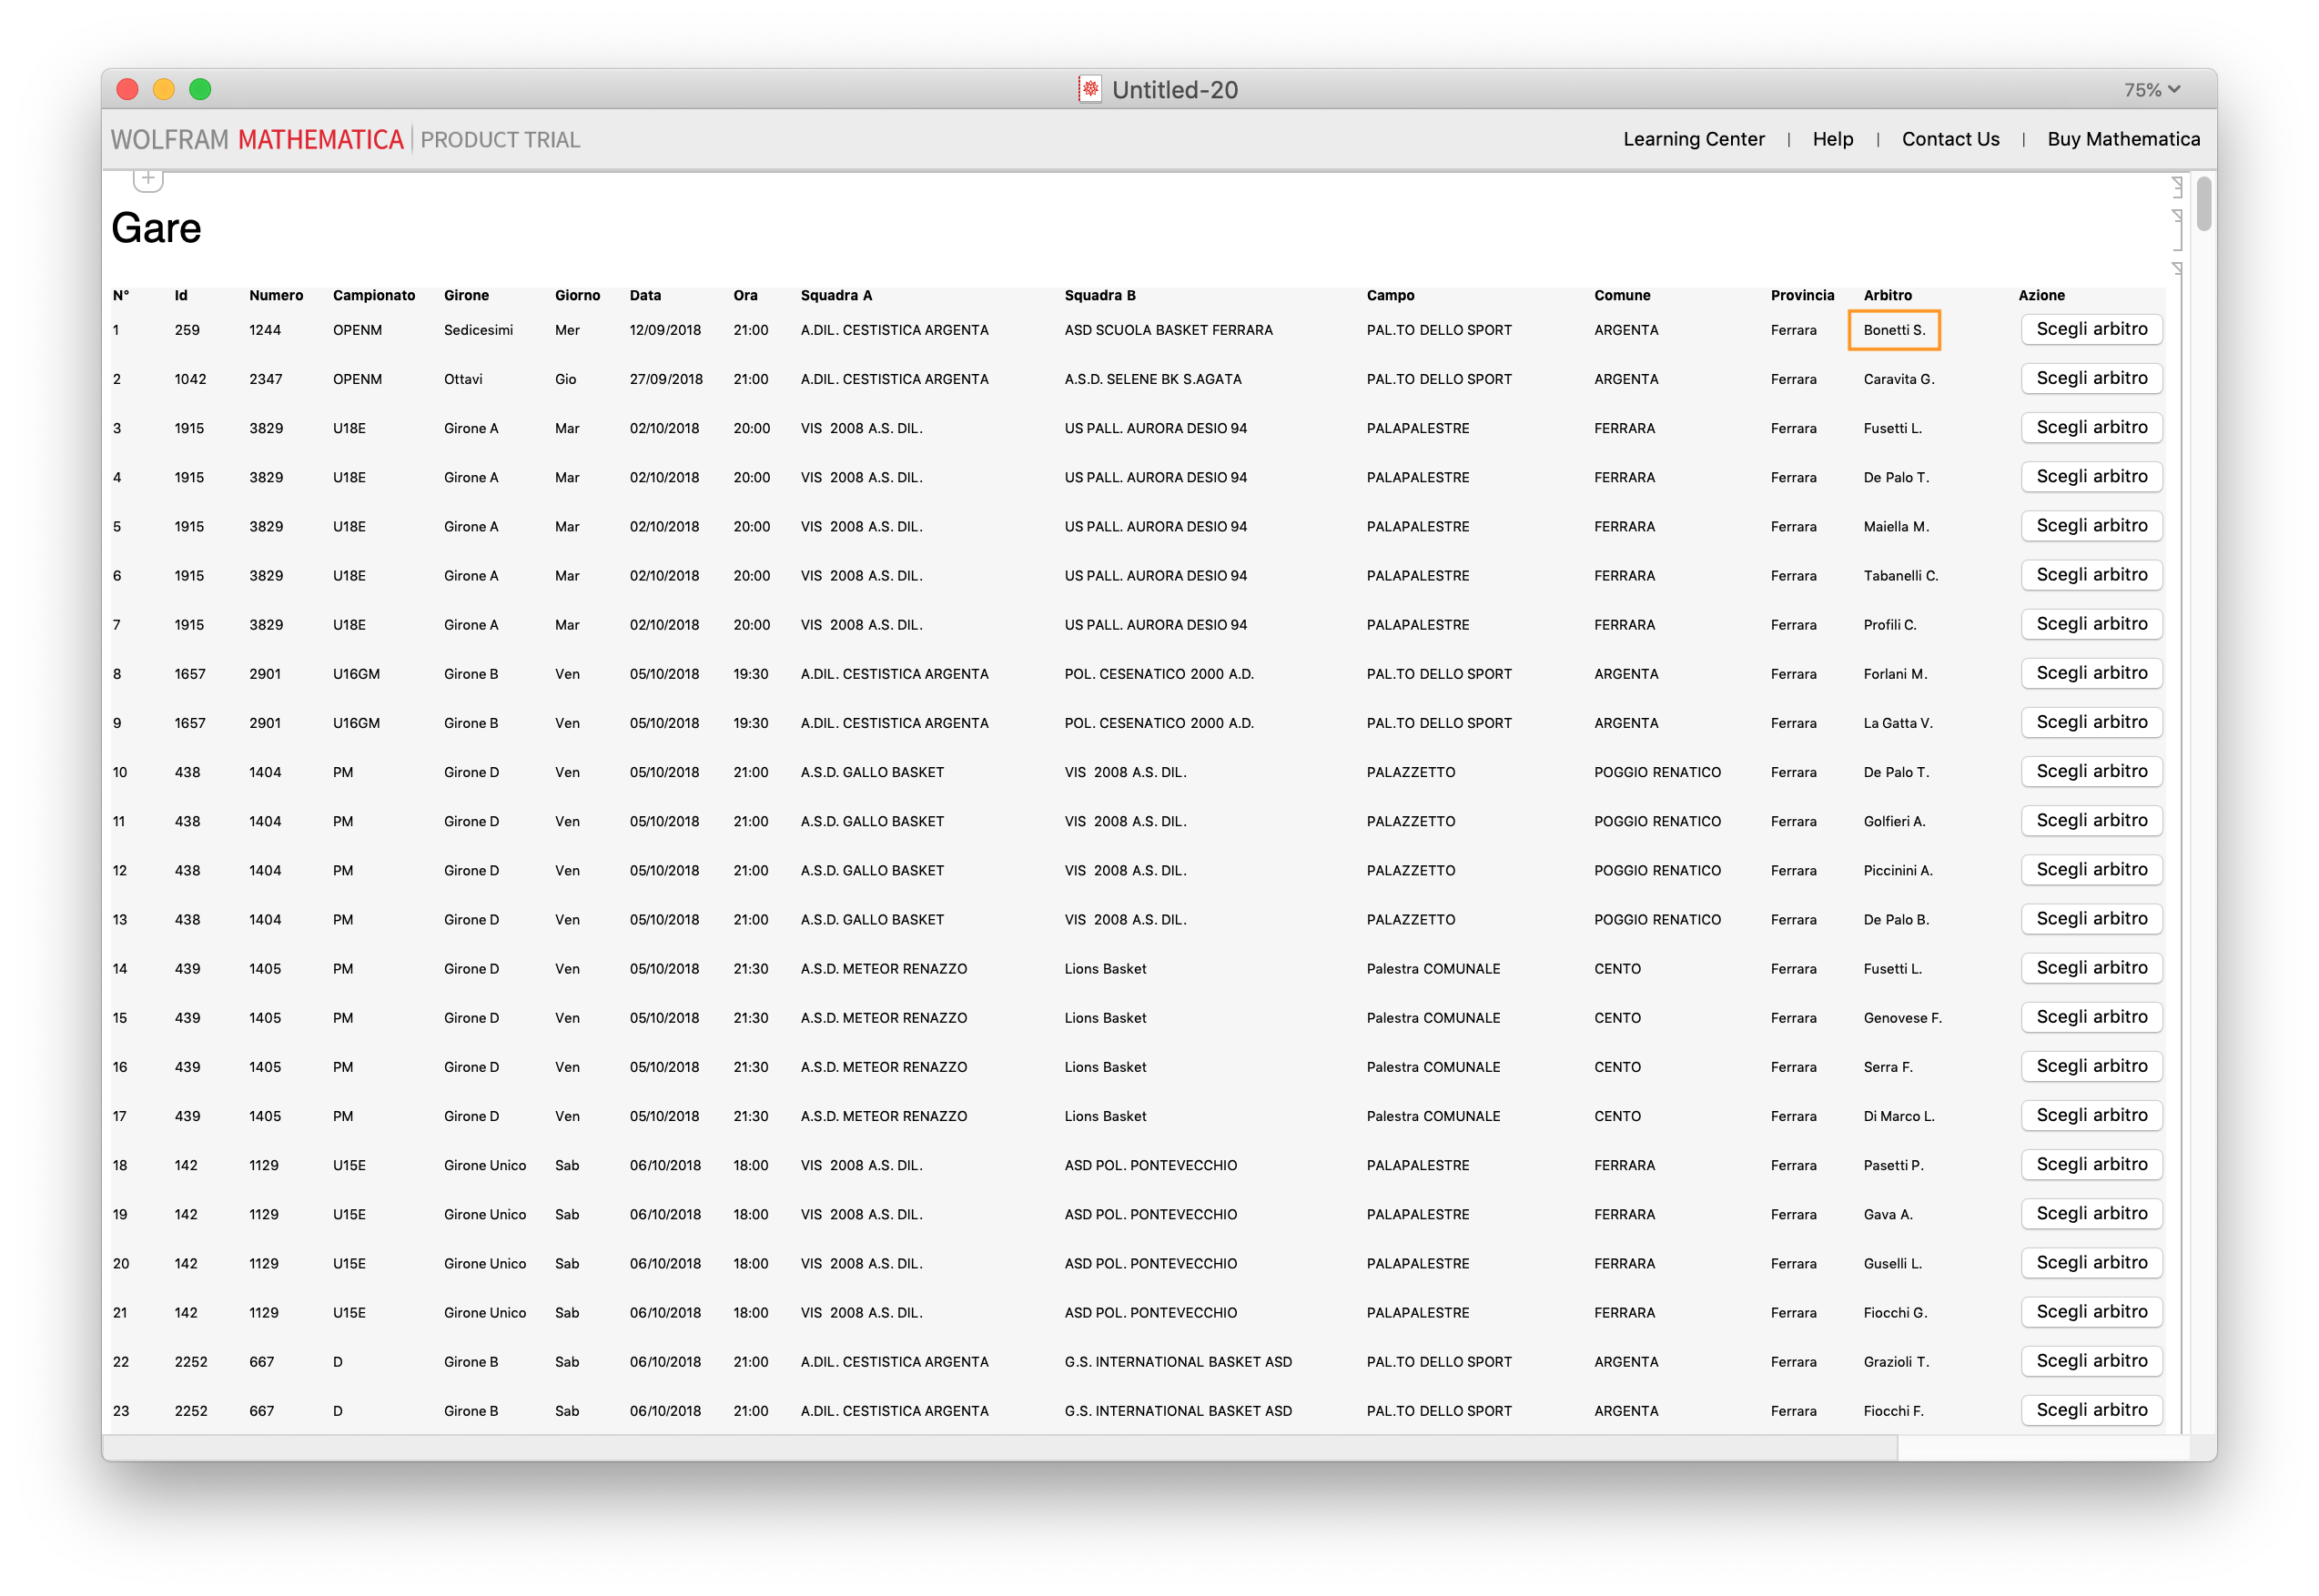 Untitled-20
75%
WOLFRAM MATHEMATICA PRODUCT TRIAL Learning Center | Help | Contact Us | Buy Mathematica
Gare
N° Id Numero Campionato Girone Giorno Data Ora Squadra A Squadra B Campo Comune Provincia Arbitro Azione
1 259 1244 OPENM Sedicesimi Mer 12/09/2018 21:00 A.DIL. CESTISTICA ARGENTA ASD SCUOLA BASKET FERRARA PAL.TO DELLO SPORT ARGENTA Ferrara Bonetti S. Scegli arbitro
2 1042 2347 OPENM Ottavi Gio 27/09/2018 21:00 A.DIL. CESTISTICA ARGENTA A.S.D. SELENE BK S.AGATA PAL.TO DELLO SPORT ARGENTA Ferrara Caravita G. Scegli arbitro
3 1915 3829 U18E Girone A Mar 02/10/2018 20:00 VIS 2008 A.S. DIL. US PALL. AURORA DESIO 94 PALAPALESTRE FERRARA Ferrara Fusetti L. Scegli arbitro
4 1915 3829 U18E Girone A Mar 02/10/2018 20:00 VIS 2008 A.S. DIL. US PALL. AURORA DESIO 94 PALAPALESTRE FERRARA Ferrara De Palo T. Scegli arbitro
5 1915 3829 U18E Girone A Mar 02/10/2018 20:00 VIS 2008 A.S. DIL. US PALL. AURORA DESIO 94 PALAPALESTRE FERRARA Ferrara Maiella M. Scegli arbitro
6 1915 3829 U18E Girone A Mar 02/10/2018 20:00 VIS 2008 A.S. DIL. US PALL. AURORA DESIO 94 PALAPALESTRE FERRARA Ferrara Tabanelli C. Scegli arbitro
7 1915 3829 U18E Girone A Mar 02/10/2018 20:00 VIS 2008 A.S. DIL. US PALL. AURORA DESIO 94 PALAPALESTRE FERRARA Ferrara Profili C. Scegli arbitro
8 1657 2901 U16GM Girone B Ven 05/10/2018 19:30 A.DIL. CESTISTICA ARGENTA POL. CESENATICO 2000 A.D. PAL.TO DELLO SPORT ARGENTA Ferrara Forlani M. Scegli arbitro
9 1657 2901 U16GM Girone B Ven 05/10/2018 19:30 A.DIL. CESTISTICA ARGENTA POL. CESENATICO 2000 A.D. PAL.TO DELLO SPORT ARGENTA Ferrara La Gatta V. Scegli arbitro
10 438 1404 PM Girone D Ven 05/10/2018 21:00 A.S.D. GALLO BASKET VIS 2008 A.S. DIL. PALAZZETTO POGGIO RENATICO Ferrara De Palo T. Scegli arbitro
11 438 1404 PM Girone D Ven 05/10/2018 21:00 A.S.D. GALLO BASKET VIS 2008 A.S. DIL. PALAZZETTO POGGIO RENATICO Ferrara Golfieri A. Scegli arbitro
12 438 1404 PM Girone D Ven 05/10/2018 21:00 A.S.D. GALLO BASKET VIS 2008 A.S. DIL. PALAZZETTO POGGIO RENATICO Ferrara Piccinini A. Scegli arbitro
13 438 1404 PM Girone D Ven 05/10/2018 21:00 A.S.D. GALLO BASKET VIS 2008 A.S. DIL. PALAZZETTO POGGIO RENATICO Ferrara De Palo B. Scegli arbitro
14 439 1405 PM Girone D Ven 05/10/2018 21:30 A.S.D. METEOR RENAZZO Lions Basket Palestra COMUNALE CENTO Ferrara Fusetti L. Scegli arbitro
15 439 1405 PM Girone D Ven 05/10/2018 21:30 A.S.D. METEOR RENAZZO Lions Basket Palestra COMUNALE CENTO Ferrara Genovese F. Scegli arbitro
16 439 1405 PM Girone D Ven 05/10/2018 21:30 A.S.D. METEOR RENAZZO Lions Basket Palestra COMUNALE CENTO Ferrara Serra F. Scegli arbitro
17 439 1405 PM Girone D Ven 05/10/2018 21:30 A.S.D. METEOR RENAZZO Lions Basket Palestra COMUNALE CENTO Ferrara Di Marco L. Scegli arbitro
18 142 1129 U15E Girone Unico Sab 06/10/2018 18:00 VIS 2008 A.S. DIL. ASD POL. PONTEVECCHIO PALAPALESTRE FERRARA Ferrara Pasetti P. Scegli arbitro
19 142 1129 U15E Girone Unico Sab 06/10/2018 18:00 VIS 2008 A.S. DIL. ASD POL. PONTEVECCHIO PALAPALESTRE FERRARA Ferrara Gava A. Scegli arbitro
20 142 1129 U15E Girone Unico Sab 06/10/2018 18:00 VIS 2008 A.S. DIL. ASD POL. PONTEVECCHIO PALAPALESTRE FERRARA Ferrara Guselli L. Scegli arbitro
21 142 1129 U15E Girone Unico Sab 06/10/2018 18:00 VIS 2008 A.S. DIL. ASD POL. PONTEVECCHIO PALAPALESTRE FERRARA Ferrara Fiocchi G. Scegli arbitro
22 2252 667 D Girone B Sab 06/10/2018 21:00 A.DIL. CESTISTICA ARGENTA G.S. INTERNATIONAL BASKET ASD PAL.TO DELLO SPORT ARGENTA Ferrara Grazioli T. Scegli arbitro
23 2252 667 D Girone B Sab 06/10/2018 21:00 A.DIL. CESTISTICA ARGENTA G.S. INTERNATIONAL BASKET ASD PAL.TO DELLO SPORT ARGENTA Ferrara Fiocchi F. Scegli arbitro